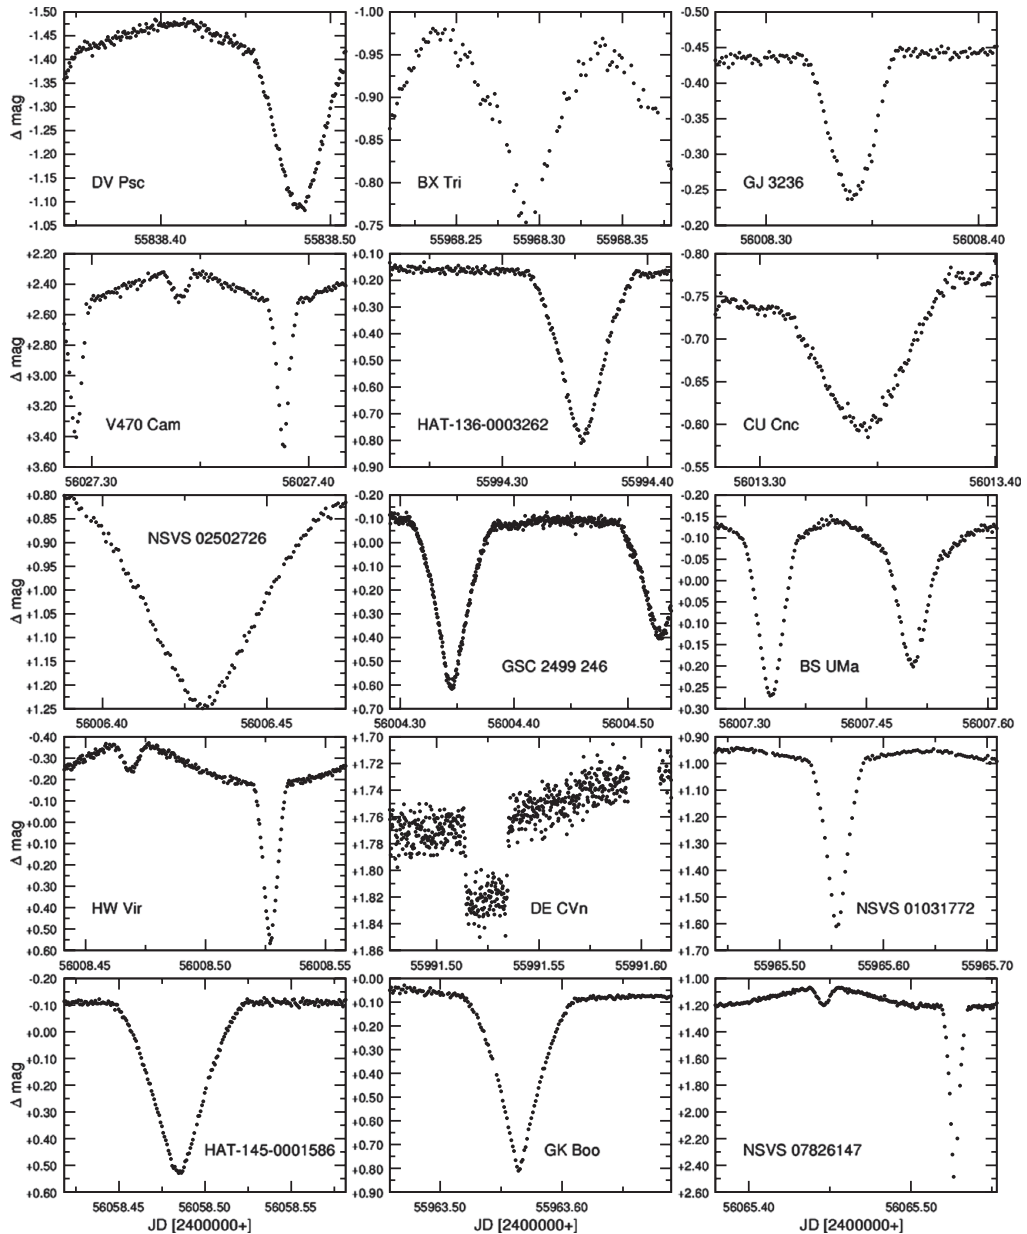 -1.50 -1.00 -0.50
-1.45
-1.40 -0.95 -0.45
-1.35
-1.30 -0.90 -0.40
Δ mag -1.25 -0.35
-1.20 -0.85
-1.15 DV Psc BX Tri -0.30 GJ 3236
-1.10 -0.80 -0.25
-1.05 -0.75 -0.20
55838.40 55838.50 55968.25 55968.30 55968.35 56008.30 56008.40
+2.20 +0.10 -0.80
+2.40 +0.20
+2.60 +0.30 -0.75
+2.80 +0.40 -0.70
Δ mag +0.50
+3.00 +0.60 -0.65
+3.20 V470 Cam +0.70 HAT-136-0003262 CU Cnc
+3.40 +0.80 -0.60
+3.60 +0.90 -0.55
56027.30 56027.40 55994.30 55994.40 56013.30 56013.40
+0.80 -0.20 -0.20
+0.85 NSVS 02502726 -0.10 -0.15
+0.90 +0.00 -0.10
+0.95 +0.10 -0.05
+1.00 +0.20 +0.00
Δ mag +1.05 +0.30 +0.05
+1.10 +0.40 +0.10
+1.15 +0.50 GSC 2499 246 +0.15 BS UMa
+1.20 +0.60 +0.20
+0.25
+1.25 +0.70 +0.30
56006.40 56006.45 56004.30 56004.40 56004.50 56007.30 56007.45 56007.60
-0.40 +1.70 +0.90
-0.30 +1.72 +1.00
-0.20 +1.74 +1.10
-0.10 +1.76 +1.20
+0.00 +1.78 +1.30
Δ mag +0.10 +1.80 +1.40
+0.20 +1.82 +1.50
+0.30 HW Vir DE CVn NSVS 01031772
+0.40 +1.84 +1.60
+0.50
+0.60 +1.86 +1.70
56008.45 56008.50 56008.55 55991.50 55991.55 55991.60 55965.50 55965.60 55965.70
-0.20 +0.00 +1.00
-0.10 +0.10 +1.20
+0.00 +0.20 +1.40
+0.10 +0.30 +1.60
+0.20 +0.40 +1.80
Δ mag +0.30 +0.50 +2.00
+0.40 +0.60 +2.20
+0.50 HAT-145-0001586 +0.70 GK Boo +2.40 NSVS 07826147
+0.80
+0.60 +0.90 +2.60
56058.45 56058.50 56058.55 55963.50 55963.60 56065.40 56065.50
JD [2400000+] JD [2400000+] JD [2400000+]